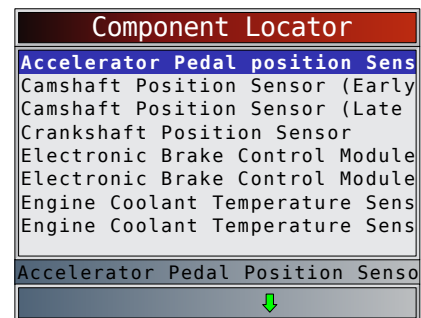 Component Locator
Accelerator Pedal position Sens
Camshaft Position Sensor (Early
Camshaft Position Sensor (Late
Crankshaft Position Sensor
Electronic Brake Control Module
Electronic Brake Control Module
Engine Coolant Temperature Sens
Engine Coolant Temperature Sens
Accelerator Pedal Position Senso